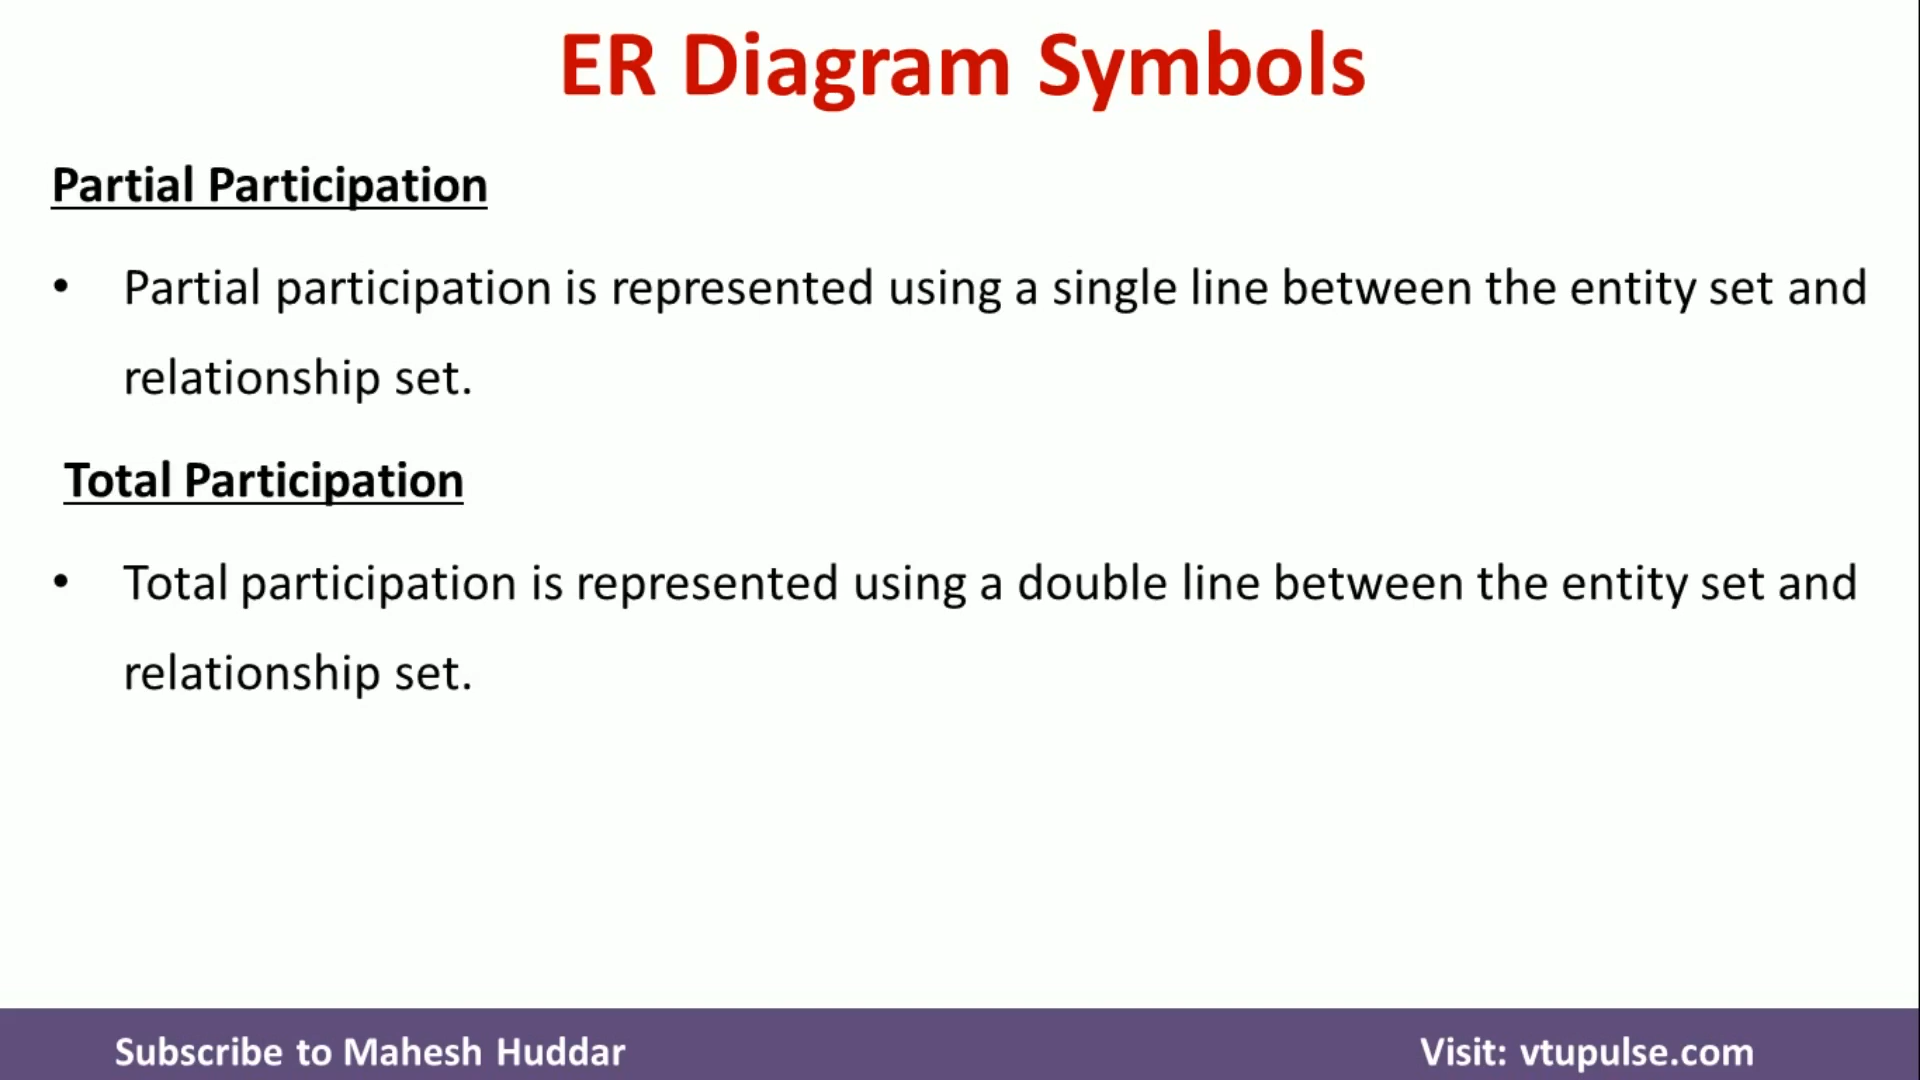 ER Diagram Symbols
Partial Participation
• Partial participation is represented using a single line between the entity set and
relationship set.
Total Participation
• Total participation is represented using a double line between the entity set and
relationship set.
Subscribe to Mahesh Huddar
Visit: vtupulse.com